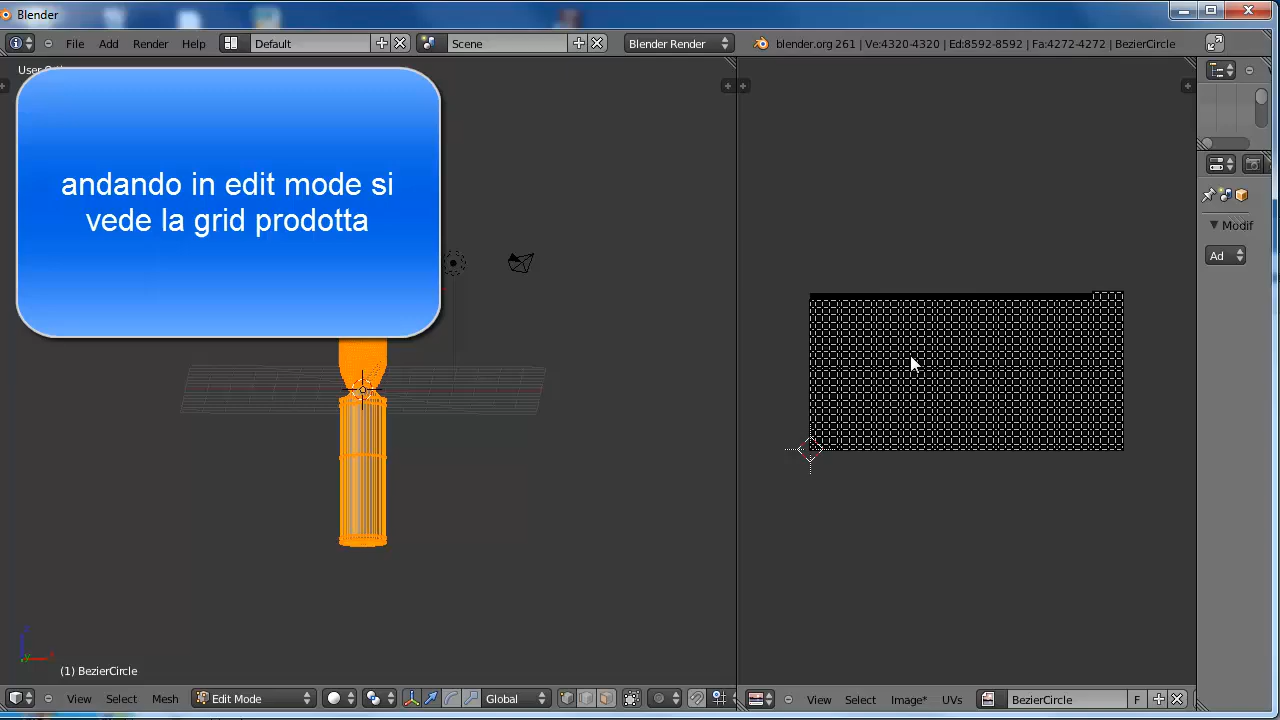 Blender
File Add Render Help Default Scene Blender Render blender.org 261 | Ve:4320-4320 | Ed:8592-8592 | Fa:4272-4272 | BezierCircle
andando in edit mode si
vede la grid prodotta
Modif
Ad
(1) BezierCircle
View Select Mesh Edit Mode Global View Select Image* UVs BezierCircle F